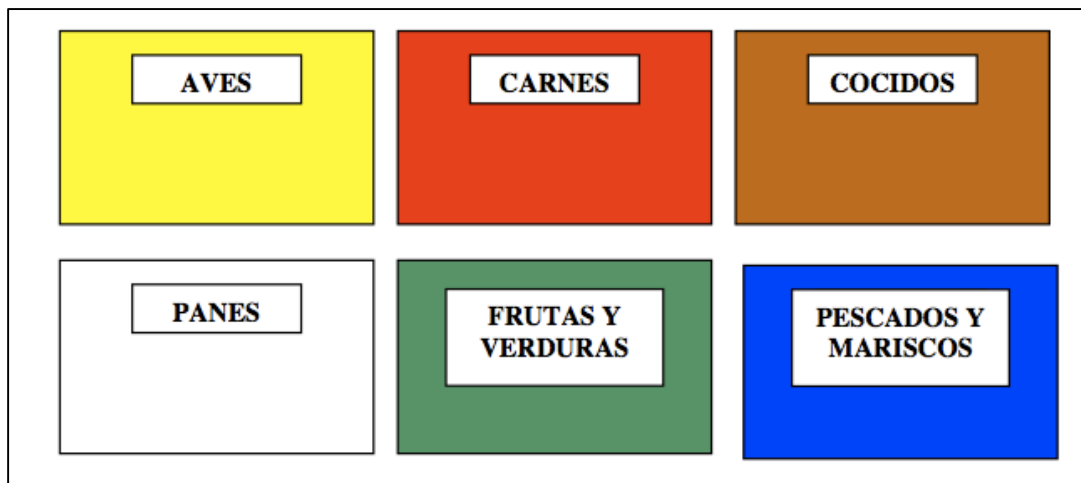 AVES
CARNES
COCIDOS
PANES
FRUTAS Y
VERDURAS
PESCADOS Y
MARISCOS